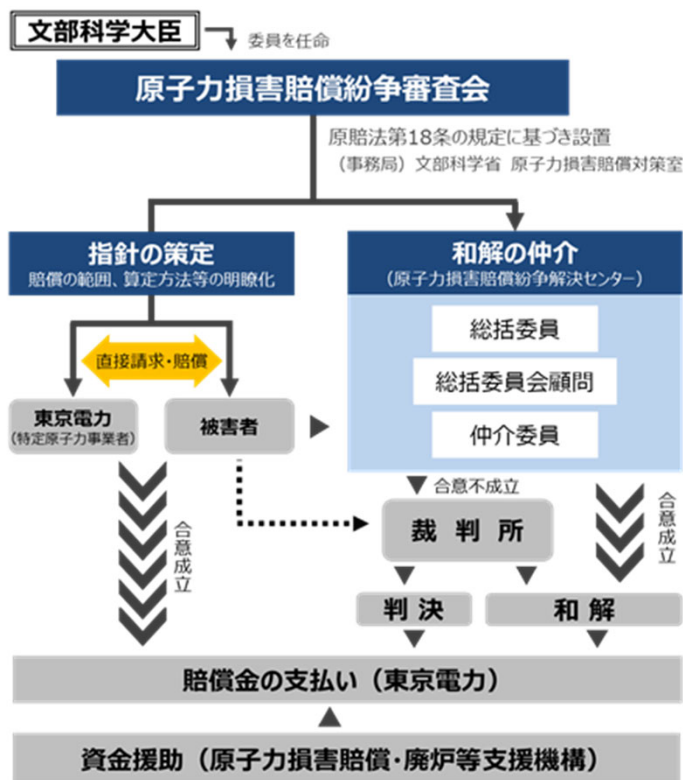 文部科学大臣
委員を任命
原子力損害賠償紛争審査会
原賠法第18条の規定に基づき設置
(事務局)文部科学省 原子力損害賠償対策室
指針の策定
賠償の範囲、算定方法等の明瞭化
和解の仲介
(原子力損害賠償紛争解決センター)
総括委員
総括委員会顧問
仲介委員
直接請求・賠償
東京電力
(特定原子力事業者)
被害者
合意不成立
合意成立
裁判所
合意成立
判決
和解
賠償金の支払い(東京電力)
資金援助(原子力損害賠償・廃炉等支援機構)